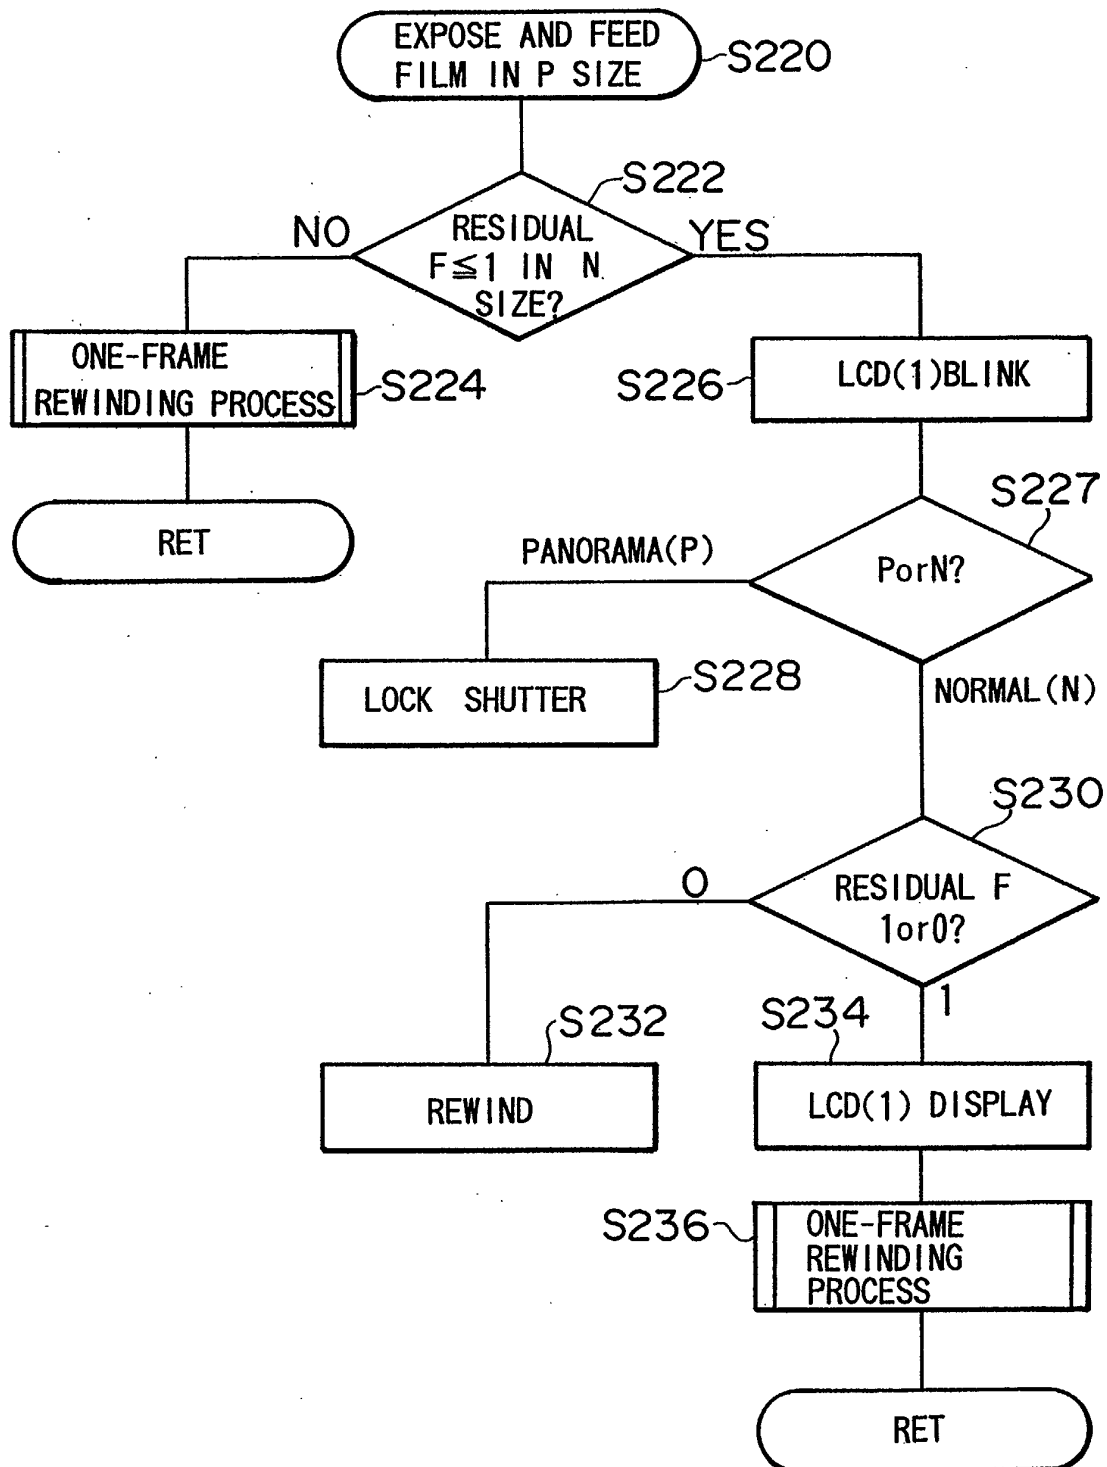 EXPOSE AND FEED
FILM IN P SIZE
S220
S222
NO
RESIDUAL
F≦1 IN N
SIZE?
YES
ONE-FRAME
REWINDING PROCESS
S224
S226
LCD(1)BLINK
RET
S227
PANORAMA(P)
PorN?
LOCK SHUTTER
S228
NORMAL(N)
S230
0
RESIDUAL F
1or0?
1
S232
S234
REWIND
LCD(1) DISPLAY
S236
ONE-FRAME
REWINDING
PROCESS
RET